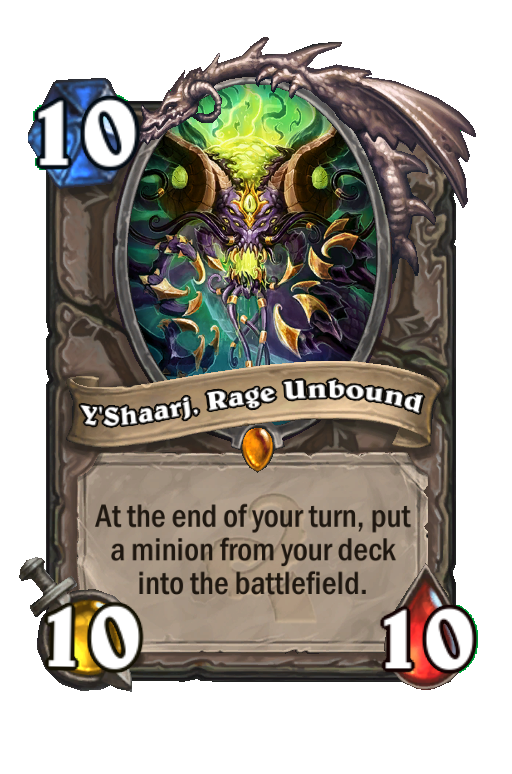 10
Y'Shaarj, Rage Unbound
At the end of your turn, put
a minion from your deck
into the battlefield.
10
10